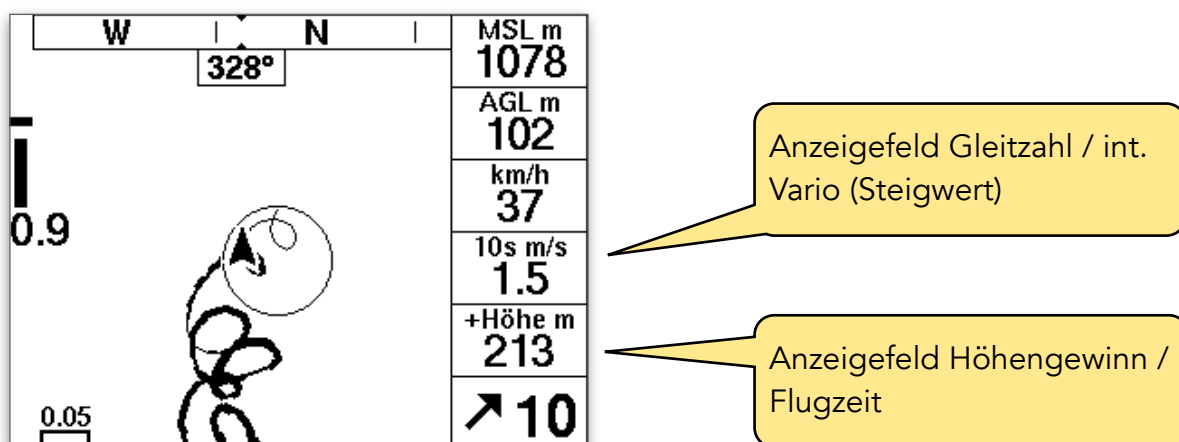 W N
328°
0.9
0.05
MSL m
1078
AGL m
102
km/h
37
10s m/s
1.5
+Höhe m
213
10
Anzeigefeld Gleitzahl / int.
Vario (Steigwert)
Anzeigefeld Höhengewinn /
Flugzeit